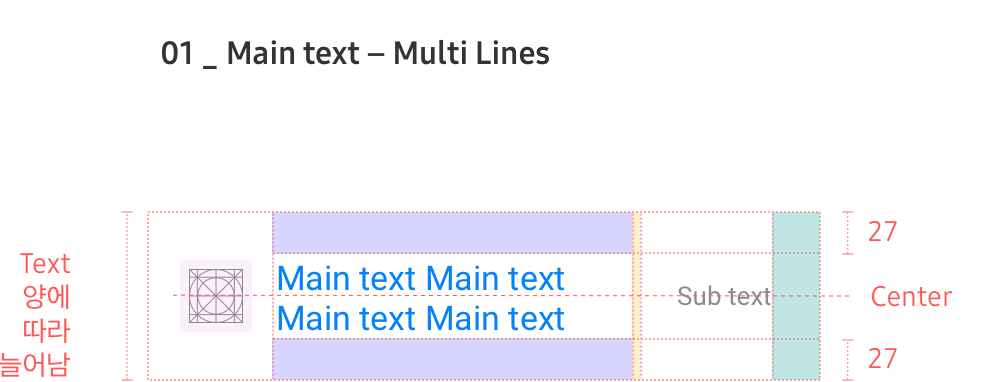 01 _ Main text – Multi Lines
27
Text
양에
따라
늘어남
Main text Main text
Main text Main text
Sub text
Center
27